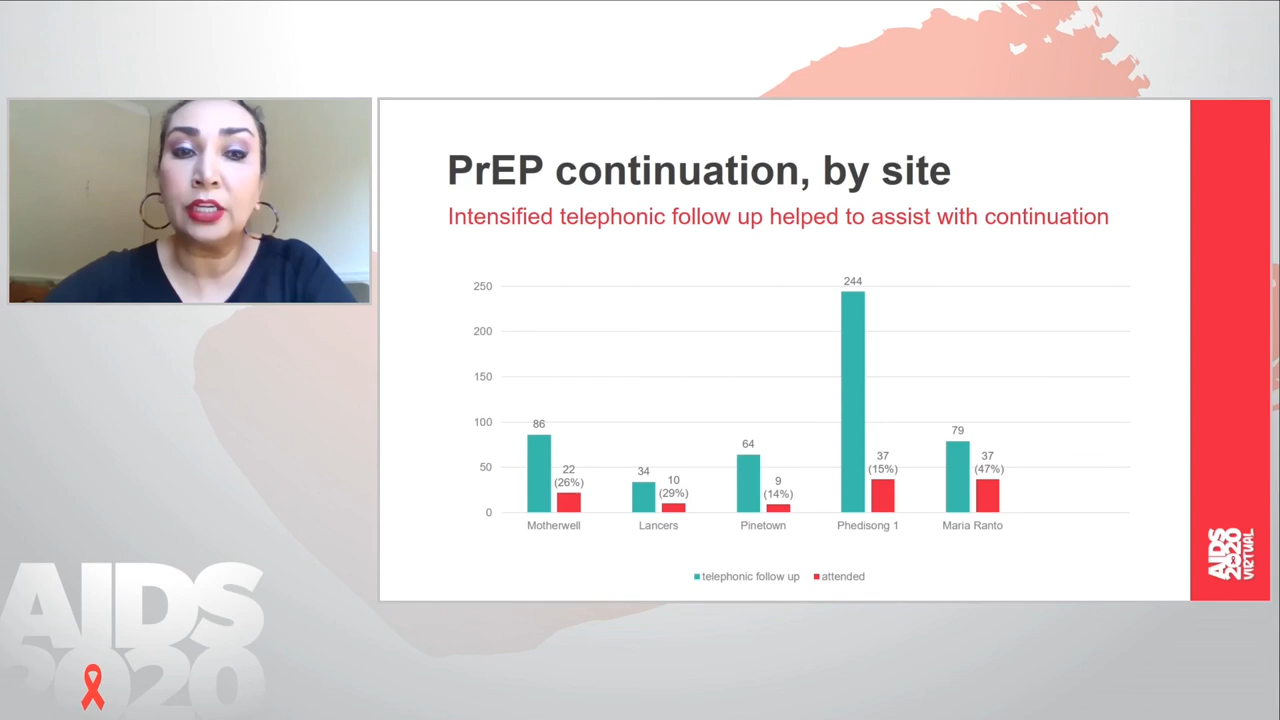 PrEP continuation, by site
Intensified telephonic follow up helped to assist with continuation
250
200
150
100
50
0
86
22
(26%)
34
10
(29%)
64
9
(14%)
244
37
(15%)
79
37
(47%)
Motherwell
Lancers
Pinetown
Phedisong 1
Maria Ranto
telephonic follow up
attended
AIDS
2020
VIRTUAL
AIDS
2020